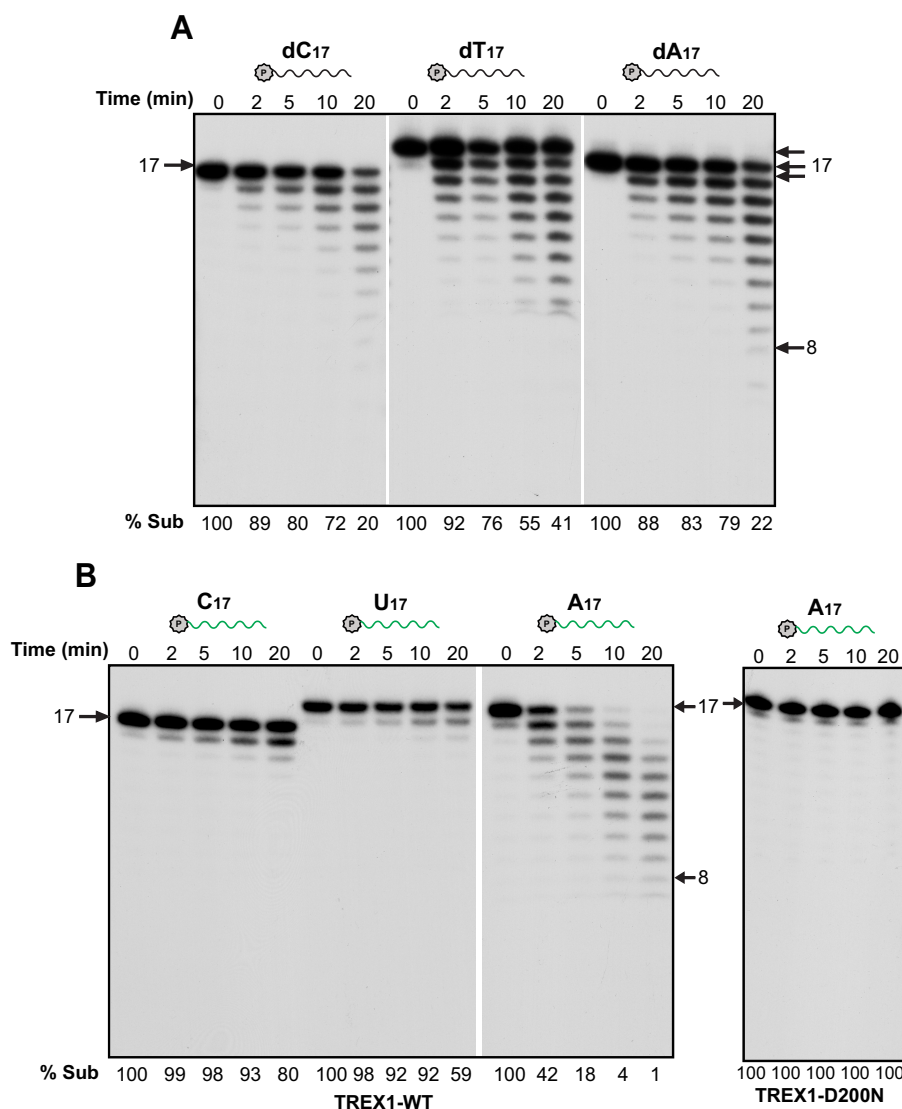 A
dC17 dT17 dA17
P P P
Time (min) 0 2 5 10 20 0 2 5 10 20 0 2 5 10 20
17 17
8
% Sub 100 89 80 72 20 100 92 76 55 41 100 88 83 79 22
B
C17 U17 A17 A17
P P P P
Time (min) 0 2 5 10 20 0 2 5 10 20 0 2 5 10 20 0 2 5 10 20
17 17
8
% Sub 100 99 98 93 80 100 98 92 92 59 100 42 18 4 1 100 100 100 100 100
TREX1-WT TREX1-D200N